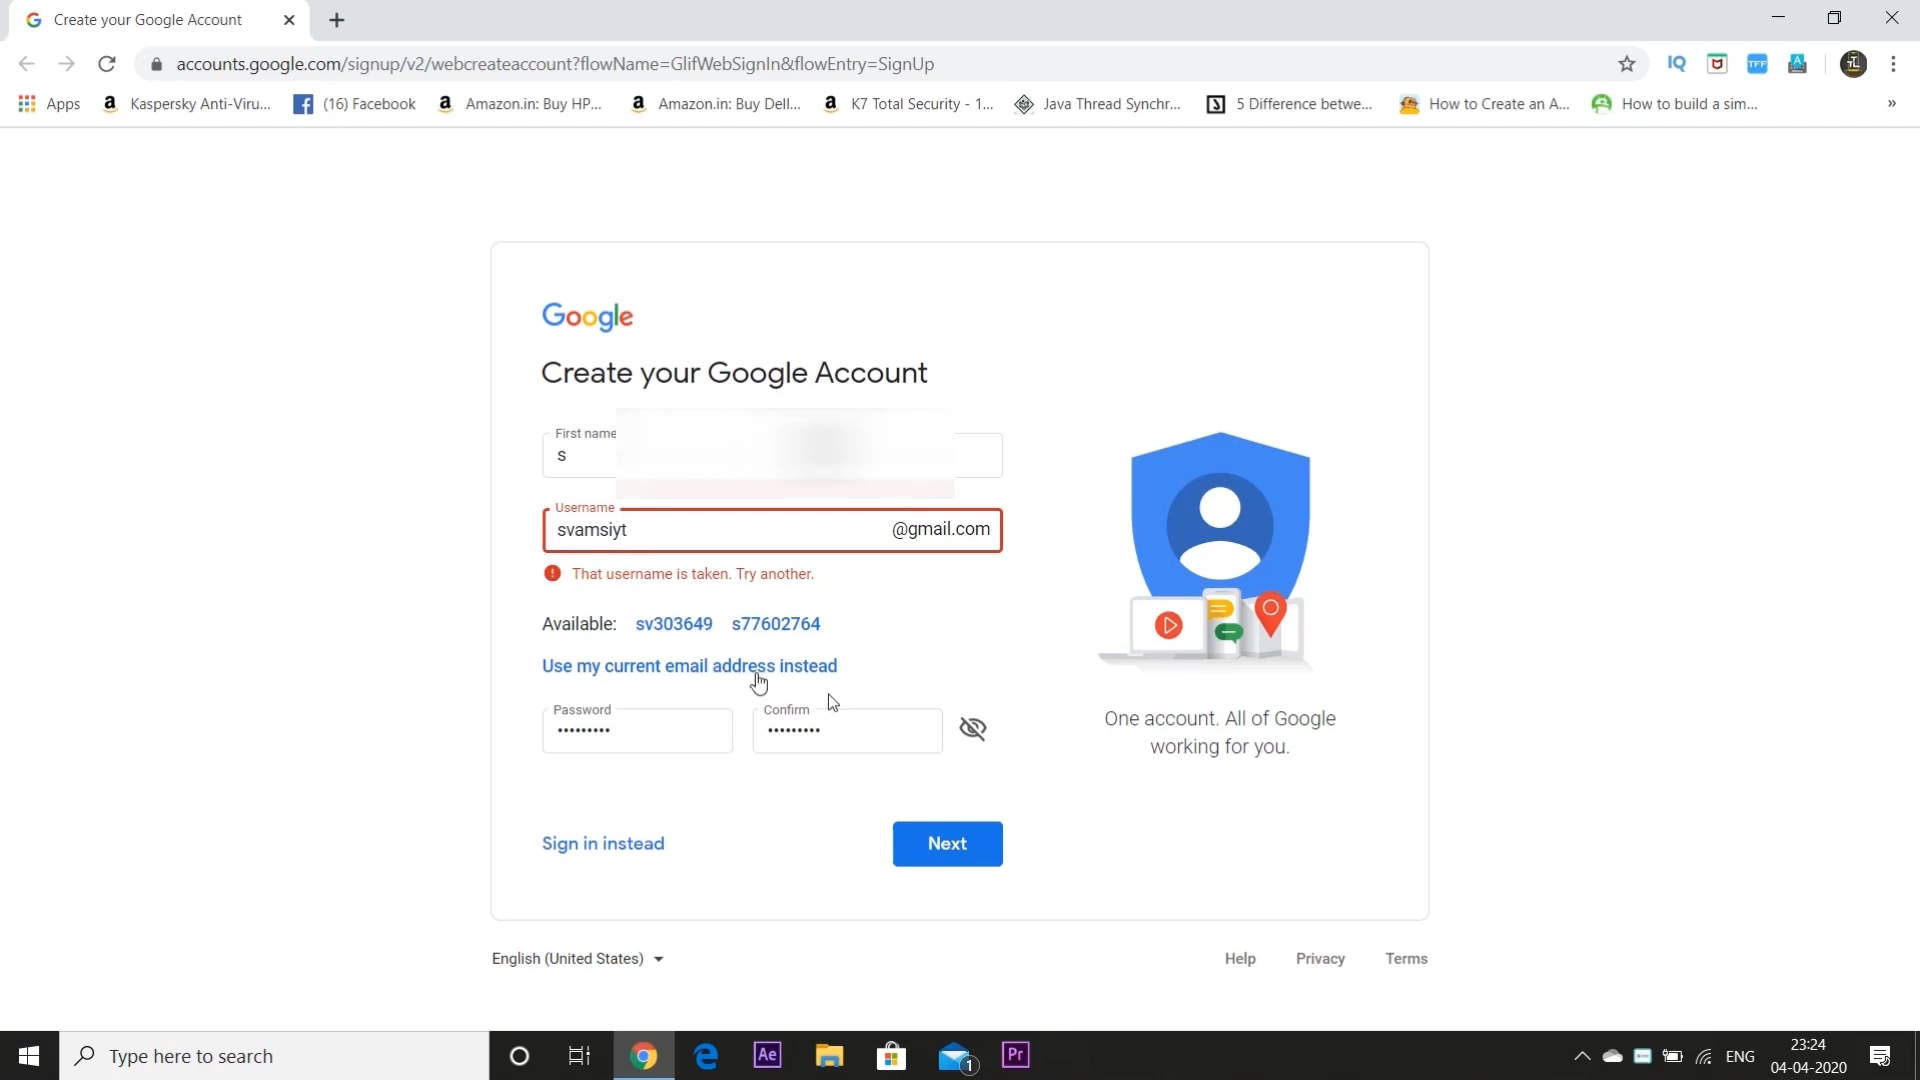 Create your Google Account
accounts.google.com/signup/v2/webcreateaccount?flowName=GlifWebSignIn&flowEntry=SignUp
IQ
TFF
Apps
Kaspersky Anti-Viru...
(16) Facebook
Amazon.in: Buy HP...
Amazon.in: Buy Dell...
K7 Total Security - 1...
Java Thread Synchr...
5 Difference betwe...
How to Create an A...
How to build a sim...
»
Google
Create your Google Account
First name
s
Username
svamsiyt @gmail.com
That username is taken. Try another.
Available: sv303649 s77602764
Use my current email address instead
Password
•••••••••
Confirm
•••••••••
Sign in instead
Next
One account. All of Google
working for you.
English (United States)
Help Privacy Terms
Type here to search
Ae
1
Pr
ENG
23:24
04-04-2020